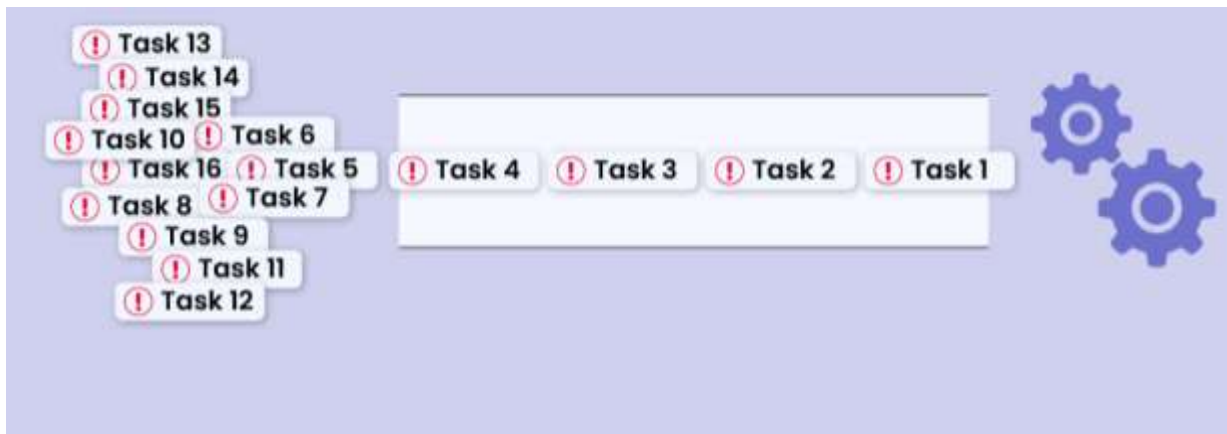 Task 13
Task 14
Task 15
Task 10
Task 6
Task 16
Task 5
Task 4
Task 3
Task 2
Task 1
Task 8
Task 7
Task 9
Task 11
Task 12